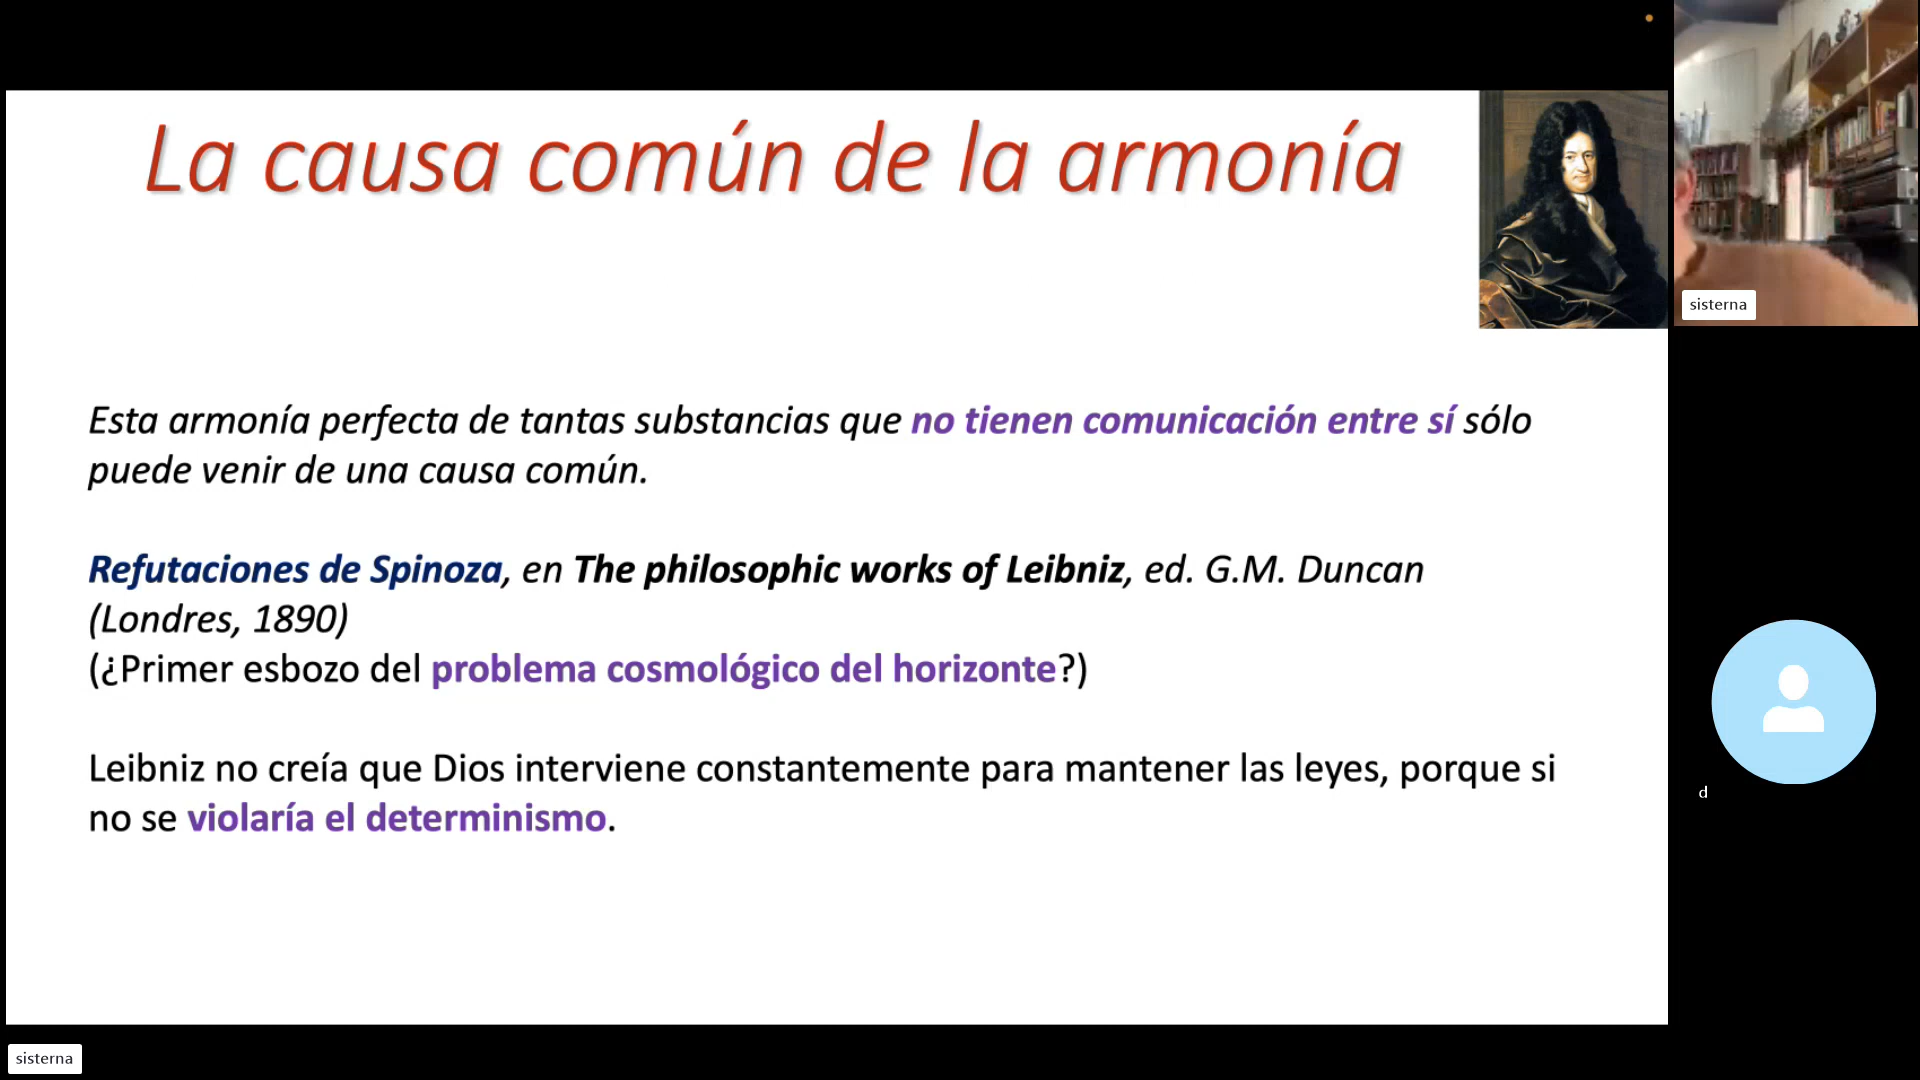 La causa común de la armonía
Esta armonía perfecta de tantas substancias que no tienen comunicación entre sí sólo
puede venir de una causa común.
Refutaciones de Spinoza, en The philosophic works of Leibniz, ed. G.M. Duncan
(Londres, 1890)
(¿Primer esbozo del problema cosmológico del horizonte?)
Leibniz no creía que Dios interviene constantemente para mantener las leyes, porque si
no se violaría el determinismo.
sisterna
d
sisterna